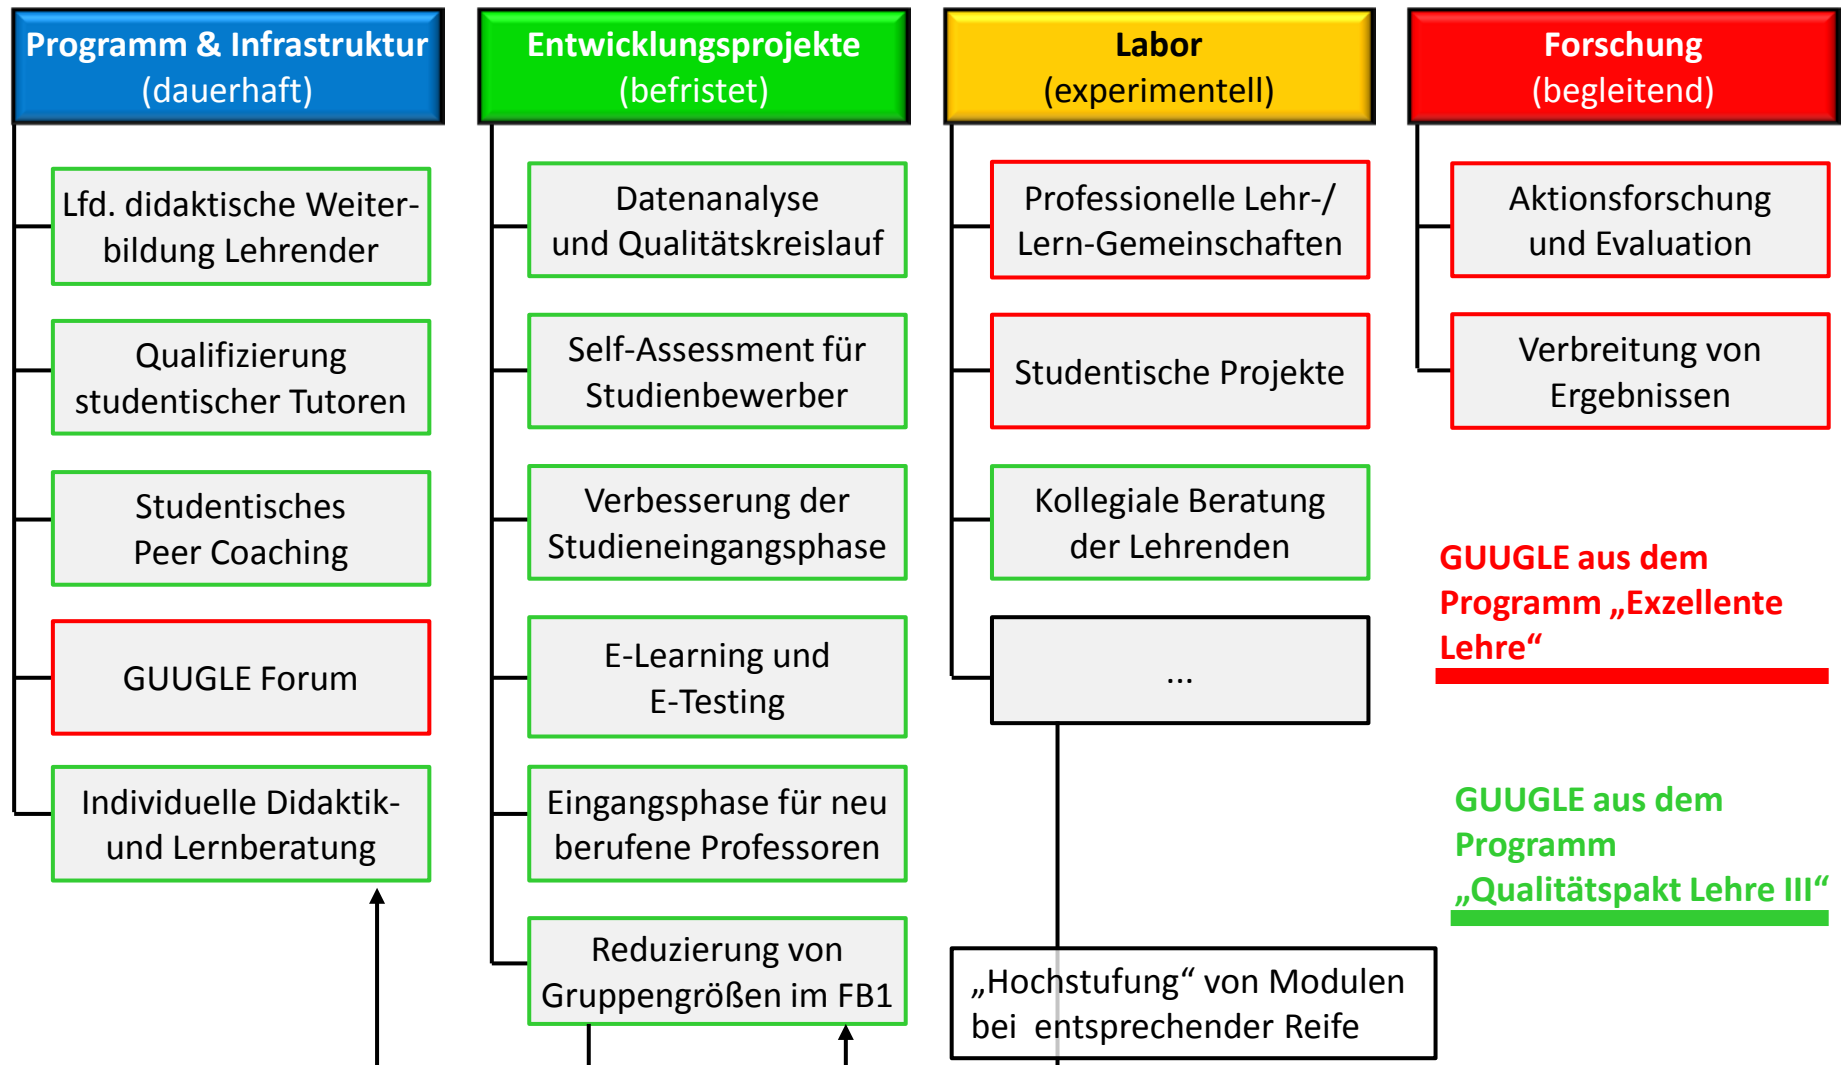 Programm & Infrastruktur
(dauerhaft)
Lfd. didaktische Weiter-
bildung Lehrender
Qualifizierung
studentischer Tutoren
Studentisches
Peer Coaching
GUUGLE Forum
Individuelle Didaktik-
und Lernberatung
Entwicklungsprojekte
(befristet)
Datenanalyse
und Qualitätskreislauf
Self-Assessment für
Studienbewerber
Verbesserung der
Studieneingangsphase
E-Learning und
E-Testing
Eingangsphase für neu
berufene Professoren
Reduzierung von
Gruppengrößen im FB1
Labor
(experimentell)
Professionelle Lehr-/
Lern-Gemeinschaften
Studentische Projekte
Kollegiale Beratung
der Lehrenden
...
„Hochstufung“ von Modulen
bei entsprechender Reife
Forschung
(begleitend)
Aktionsforschung
und Evaluation
Verbreitung von
Ergebnissen
GUUGLE aus dem
Programm „Exzellente
Lehre“
GUUGLE aus dem
Programm
„Qualitätspakt Lehre III“